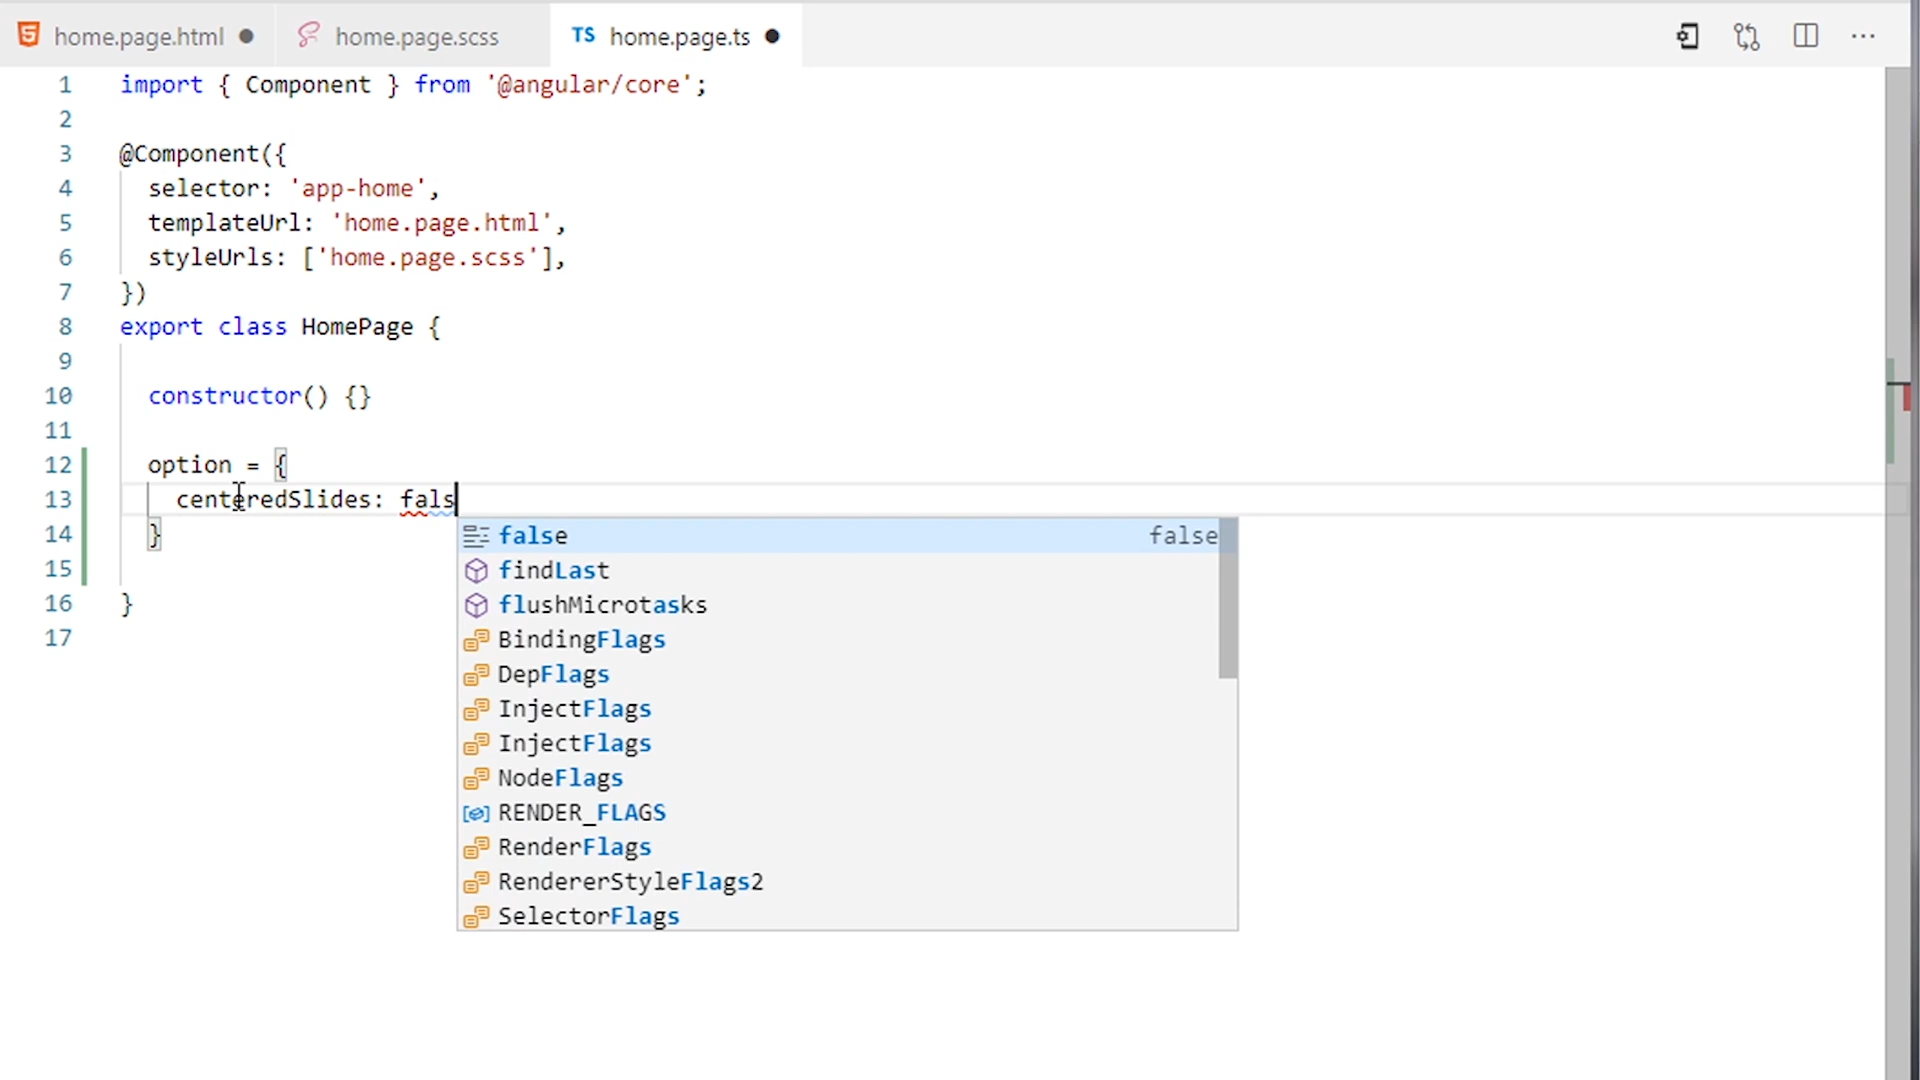 home.page.html home.page.scss TS home.page.ts
1 import { Component } from '@angular/core';
2
3 @Component({
4 selector: 'app-home',
5 templateUrl: 'home.page.html',
6 styleUrls: ['home.page.scss'],
7 })
8 export class HomePage {
9
10 constructor() {}
11
12 option = {
13 centeredSlides: fals
14 }
15
16 }
17
false false
findLast
flushMicrotasks
BindingFlags
DepFlags
InjectFlags
InjectFlags
NodeFlags
RENDER_FLAGS
RenderFlags
RendererStyleFlags2
SelectorFlags